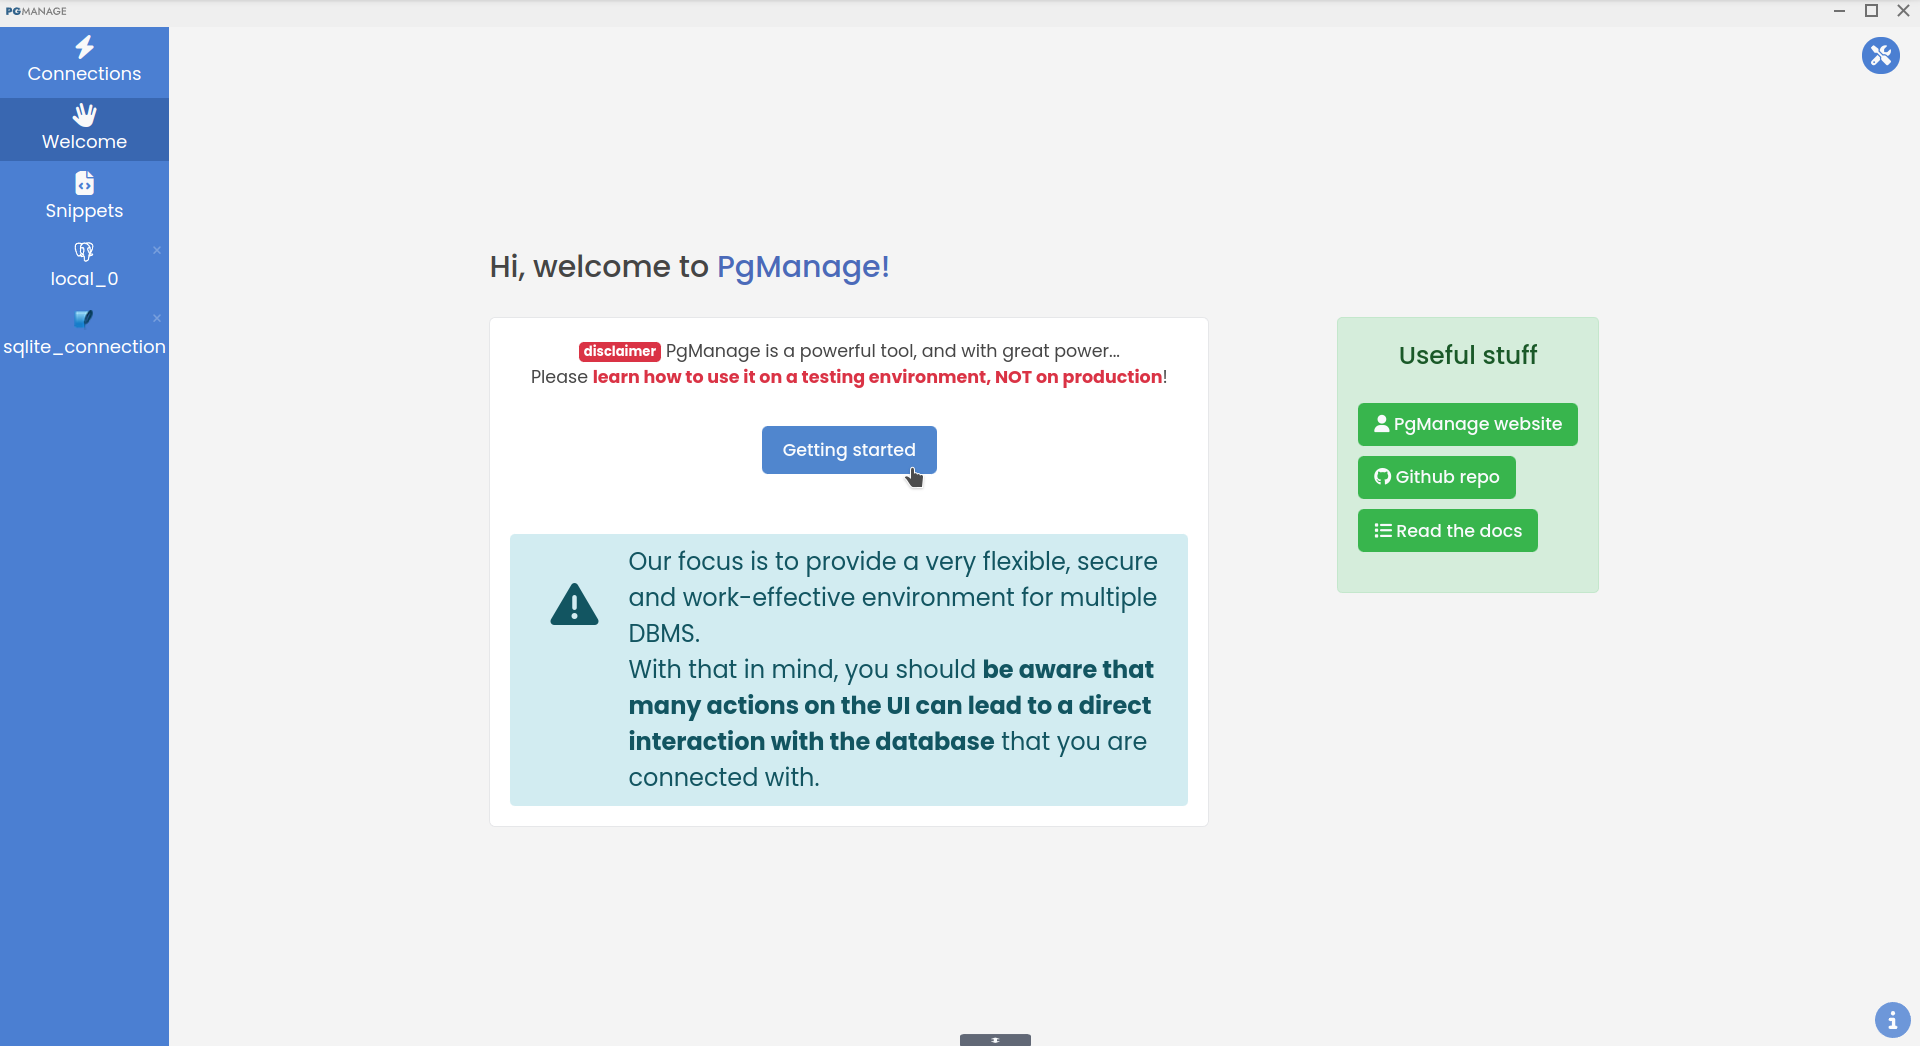 PGMANAGE
Connections
Welcome
Snippets
local_0
sqlite_connection
Hi, welcome to PgManage!
disclaimer PgManage is a powerful tool, and with great power...
Please learn how to use it on a testing environment, NOT on production!
Getting started
Our focus is to provide a very flexible, secure
and work-effective environment for multiple
DBMS.
With that in mind, you should be aware that
many actions on the UI can lead to a direct
interaction with the database that you are
connected with.
Useful stuff
PgManage website
Github repo
Read the docs